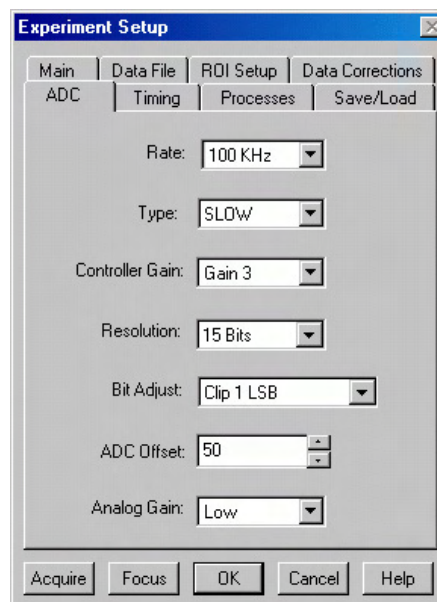 Experiment Setup
Main Data File ROI Setup Data Corrections
ADC Timing Processes Save/Load
Rate: 100 KHz
Type: SLOW
Controller Gain: Gain 3
Resolution: 15 Bits
Bit Adjust: Clip 1 LSB
ADC Offset: 50
Analog Gain: Low
Acquire Focus OK Cancel Help